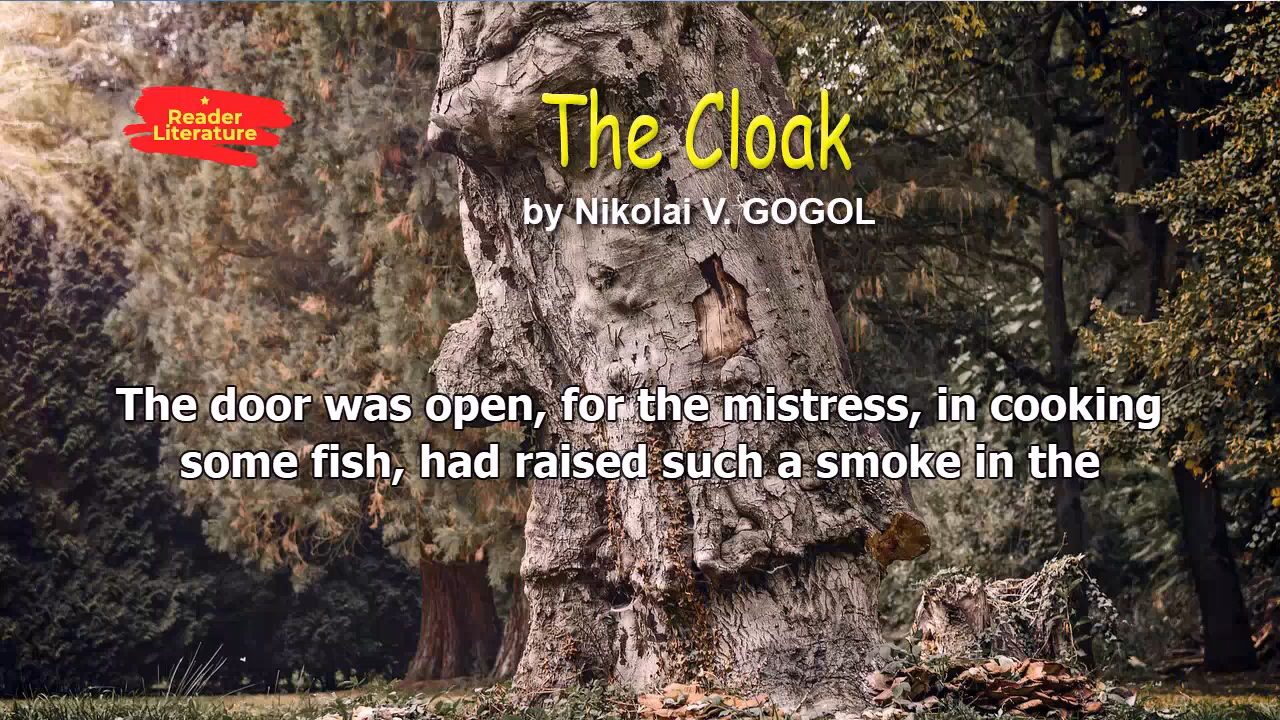 Reader
Literature
The Cloak
by Nikolai V. GOGOL
The door was open, for the mistress, in cooking
some fish, had raised such a smoke in the